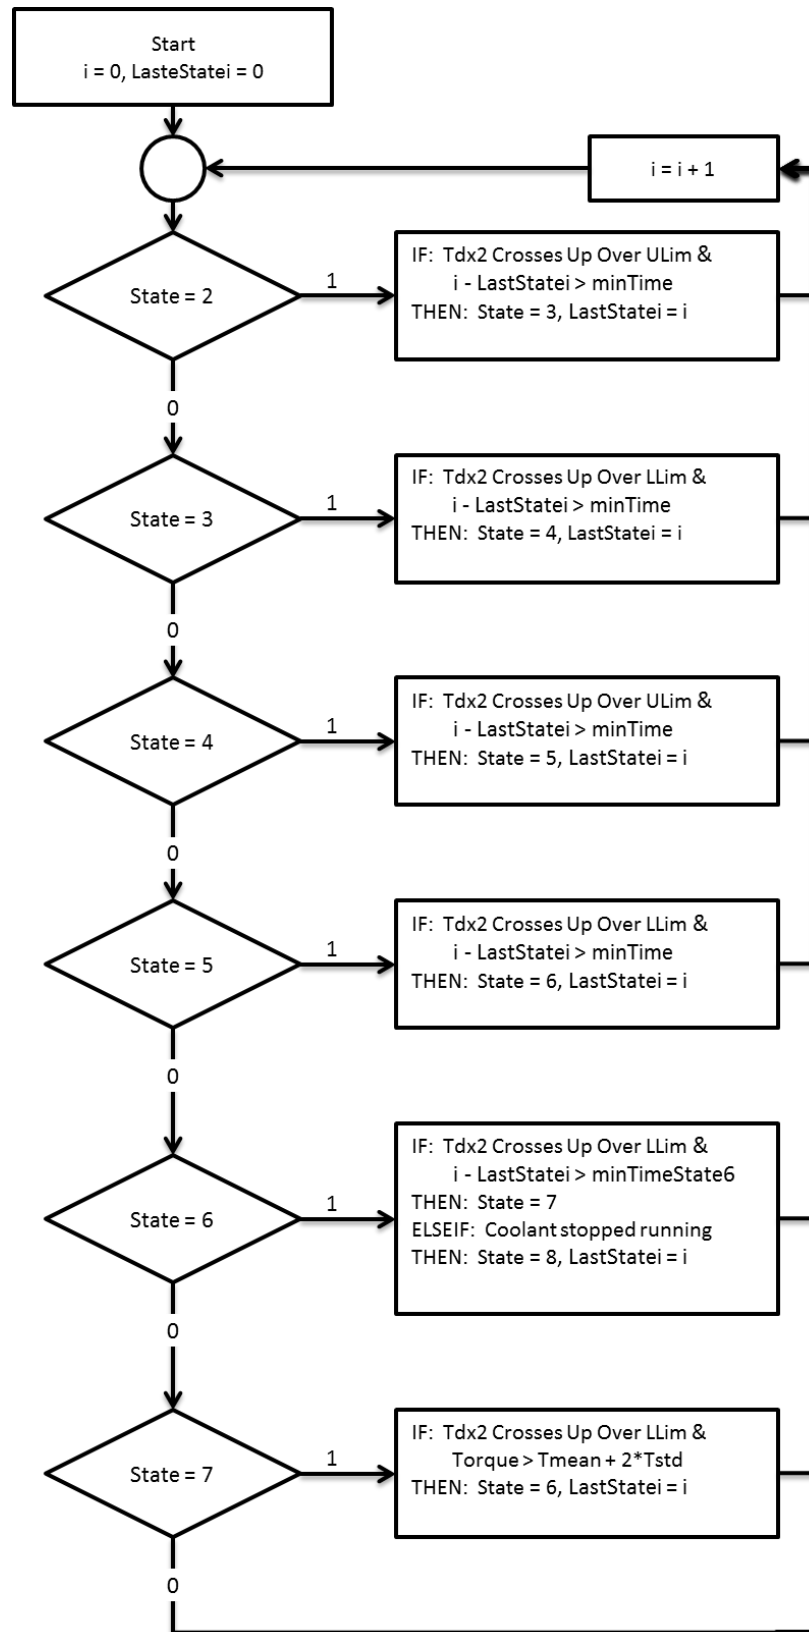 Start
i = 0, LasteStatei = 0
i = i + 1
State = 2
1
IF: Tdx2 Crosses Up Over ULim &
i - LastStatei > minTime
THEN: State = 3, LastStatei = i
0
State = 3
1
IF: Tdx2 Crosses Up Over LLim &
i - LastStatei > minTime
THEN: State = 4, LastStatei = i
0
State = 4
1
IF: Tdx2 Crosses Up Over ULim &
i - LastStatei > minTime
THEN: State = 5, LastStatei = i
0
State = 5
1
IF: Tdx2 Crosses Up Over LLim &
i - LastStatei > minTime
THEN: State = 6, LastStatei = i
0
State = 6
1
IF: Tdx2 Crosses Up Over LLim &
i - LastStatei > minTimeState6
THEN: State = 7
ELSEIF: Coolant stopped running
THEN: State = 8, LastStatei = i
0
State = 7
1
IF: Tdx2 Crosses Up Over LLim &
Torque > Tmean + 2*Tstd
THEN: State = 6, LastStatei = i
0